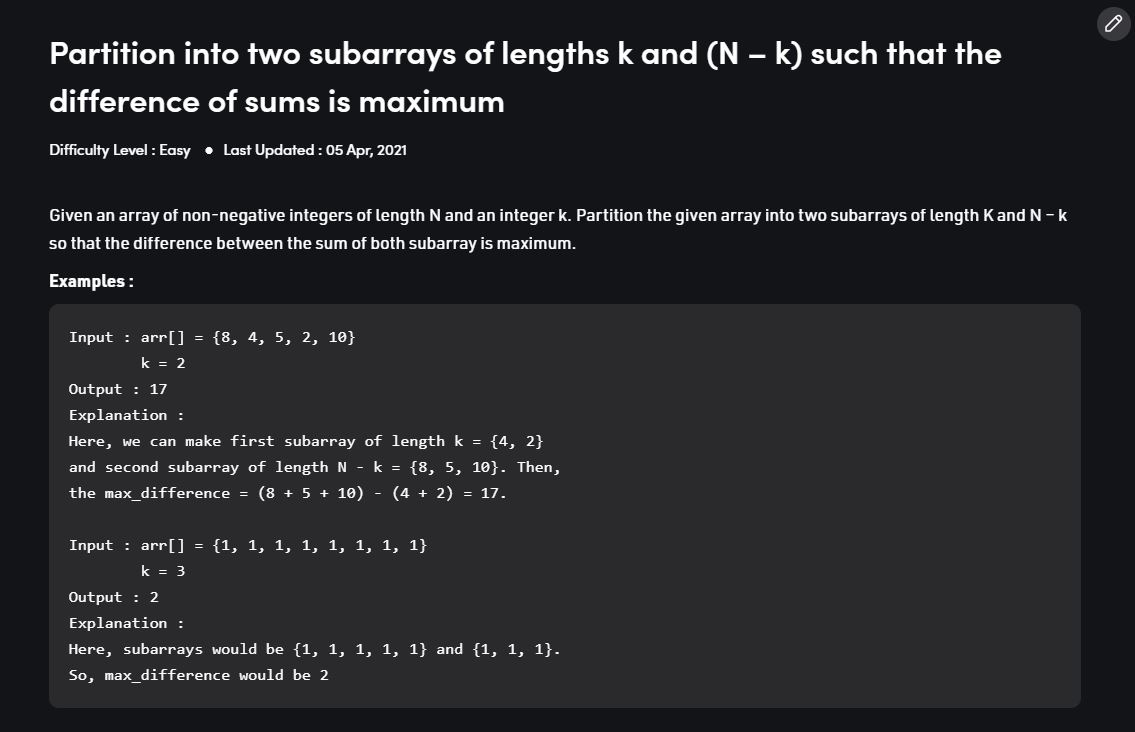 Partition into two subarrays of lengths k and (N – k) such that the
difference of sums is maximum
Difficulty Level : Easy ● Last Updated : 05 Apr, 2021
Given an array of non-negative integers of length N and an integer k. Partition the given array into two subarrays of length K and N – k
so that the difference between the sum of both subarray is maximum.
Examples :
Input : arr[] = {8, 4, 5, 2, 10}
k = 2
Output : 17
Explanation :
Here, we can make first subarray of length k = {4, 2}
and second subarray of length N - k = {8, 5, 10}. Then,
the max_difference = (8 + 5 + 10) - (4 + 2) = 17.
Input : arr[] = {1, 1, 1, 1, 1, 1, 1, 1}
k = 3
Output : 2
Explanation :
Here, subarrays would be {1, 1, 1, 1, 1} and {1, 1, 1}.
So, max_difference would be 2